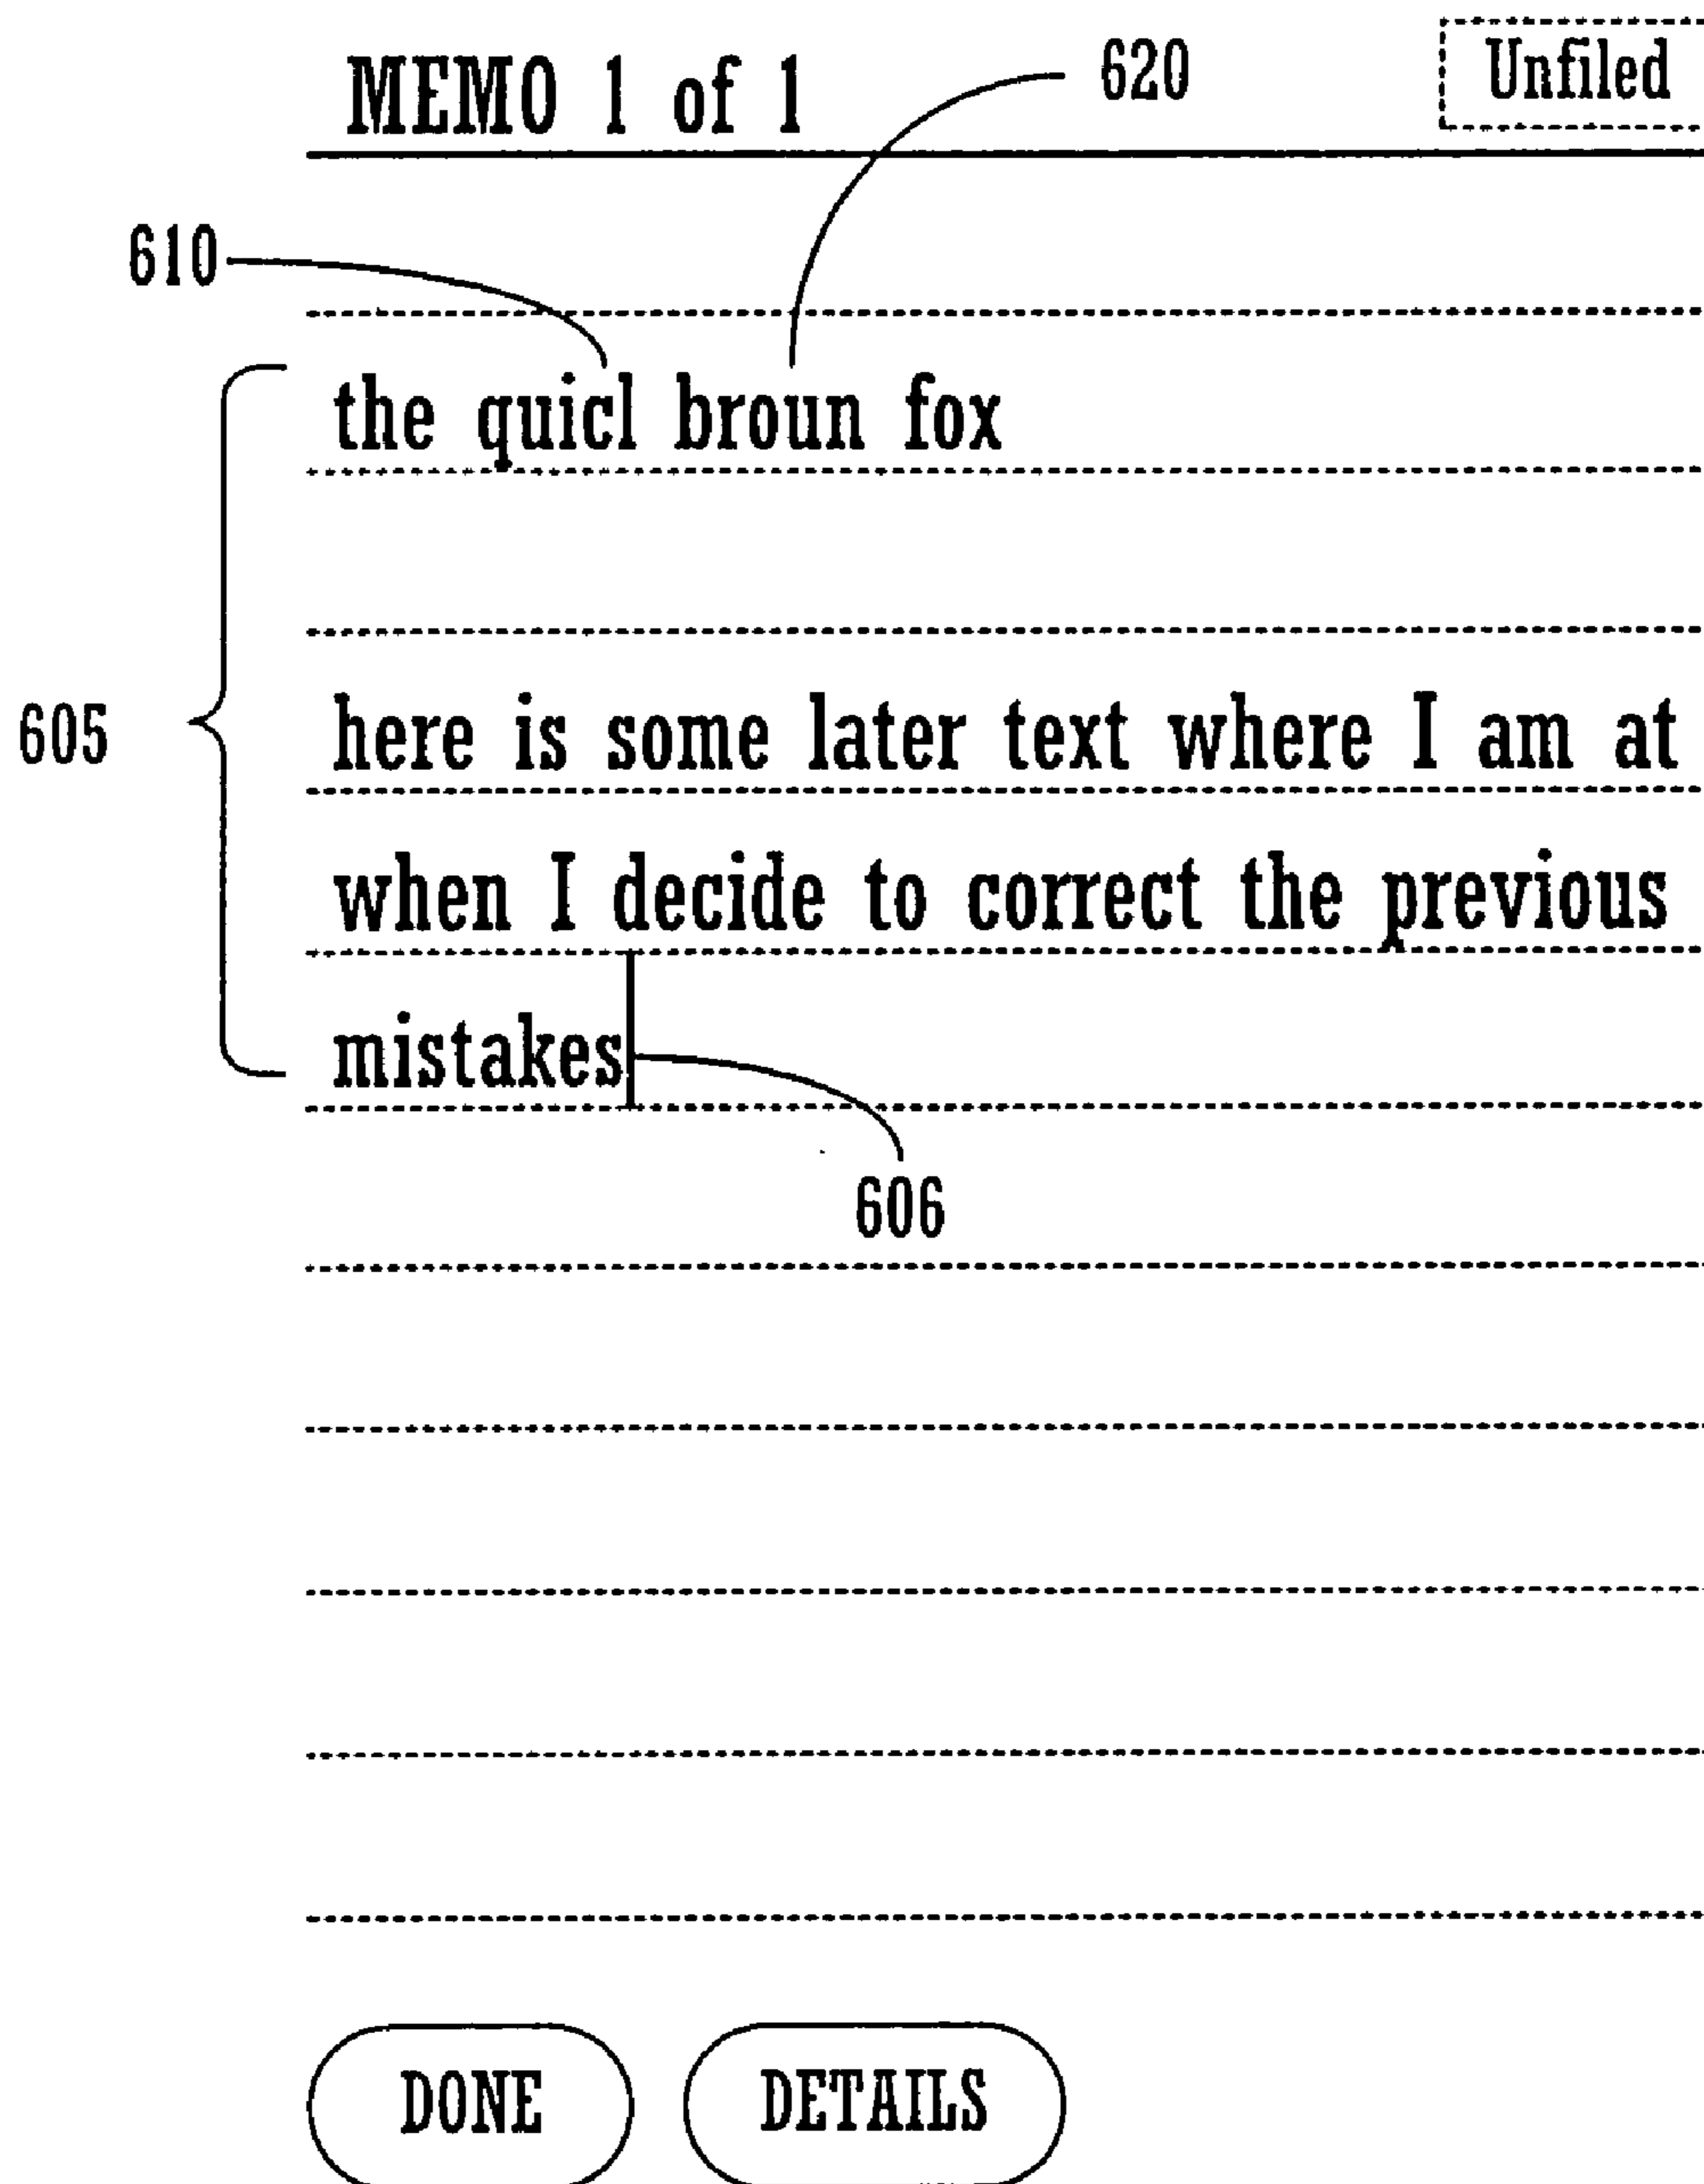 MEMO 1 of 1
620
Unfiled
610
the quicl broun fox
605
here is some later text where I am at
when I decide to correct the previous
mistakes
606
DONE
DETAILS